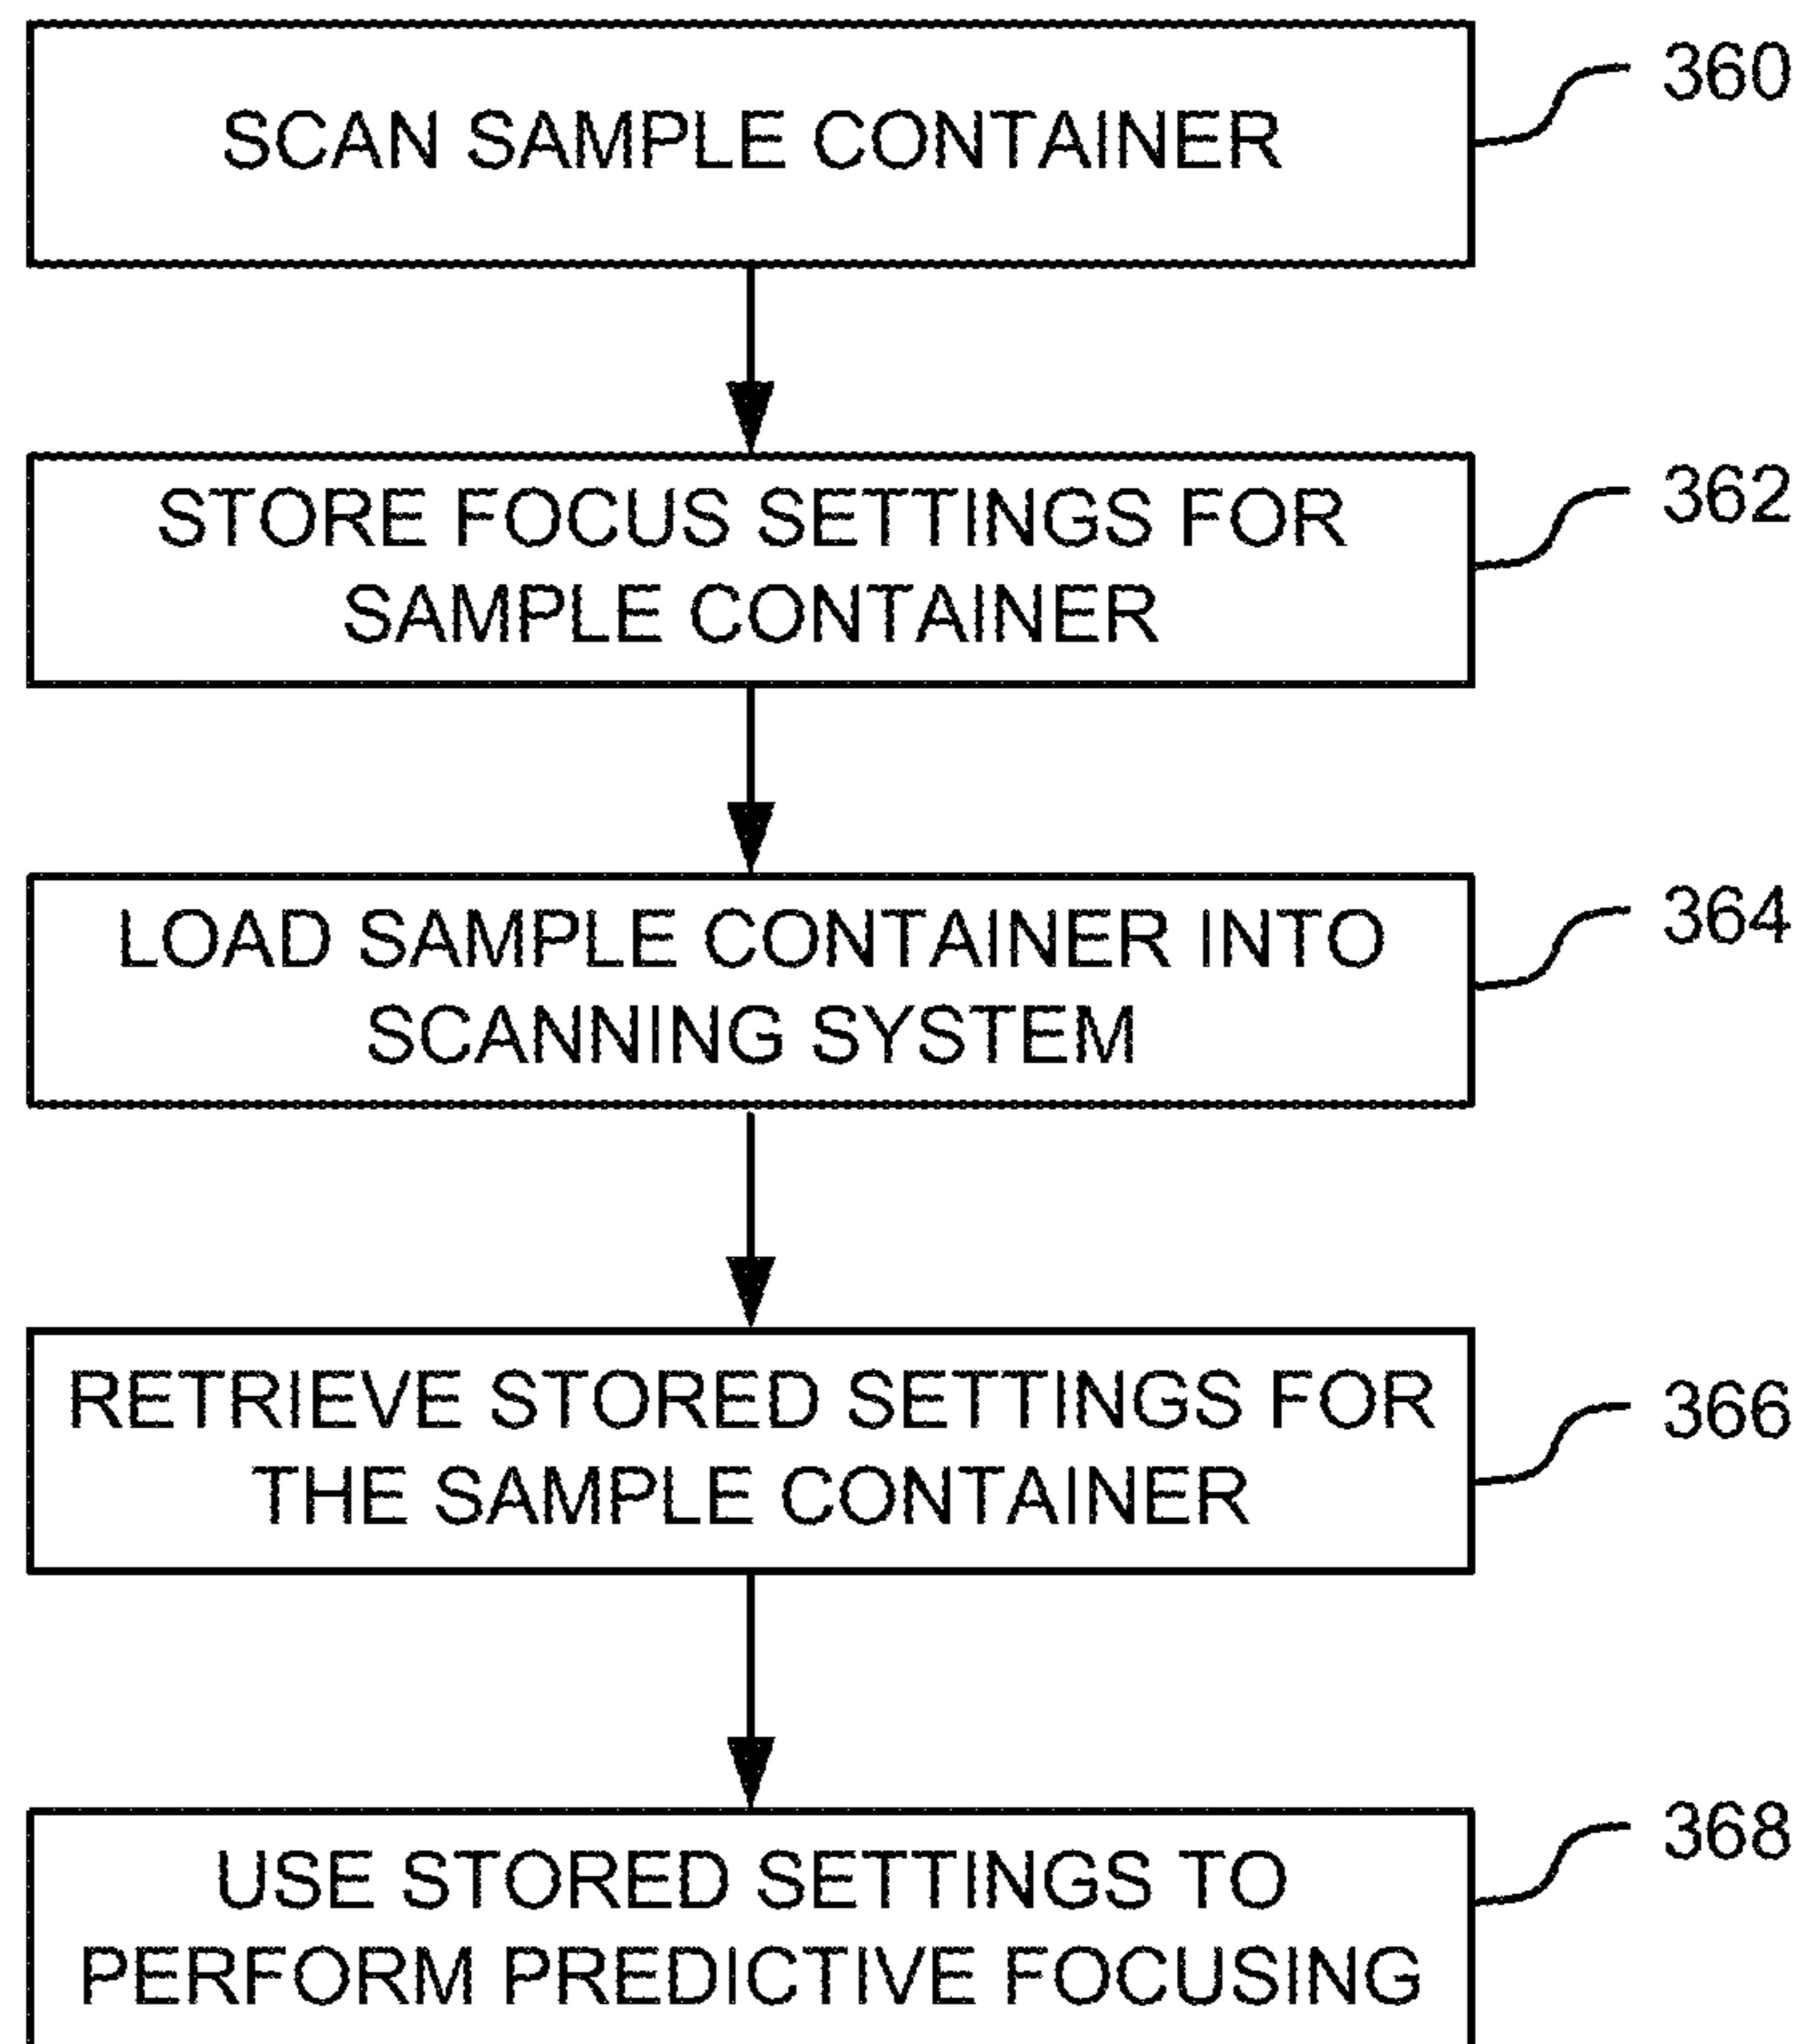 SCAN SAMPLE CONTAINER
360
STORE FOCUS SETTINGS FOR
SAMPLE CONTAINER
362
LOAD SAMPLE CONTAINER INTO
SCANNING SYSTEM
364
RETRIEVE STORED SETTINGS FOR
THE SAMPLE CONTAINER
366
USE STORED SETTINGS TO
PERFORM PREDICTIVE FOCUSING
368